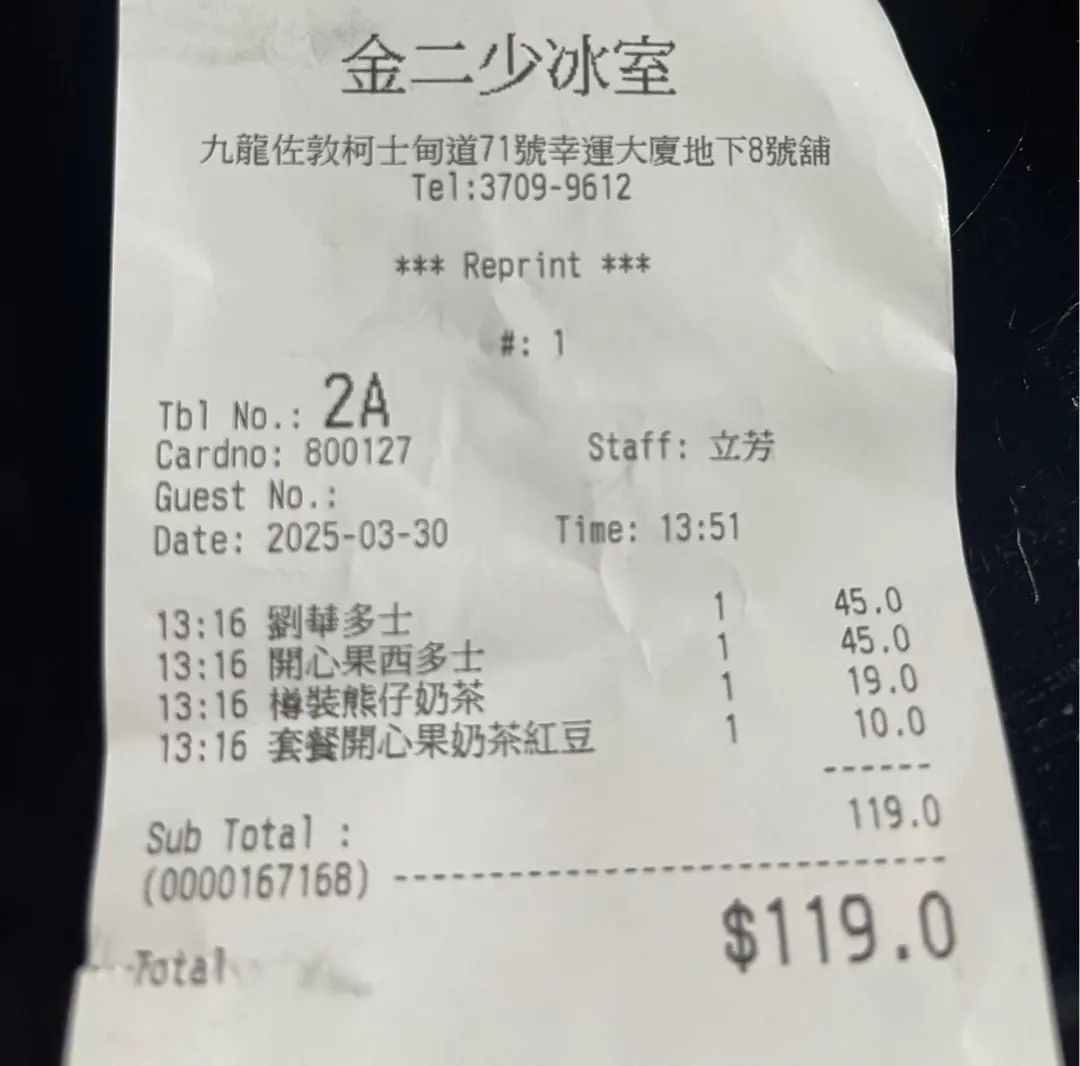 金二少冰室
九龍佐敦柯士甸道71號幸運大廈地下8號舖
Tel:3709-9612
*** Reprint ***
#: 1
Tbl No.: 2A
Cardno: 800127 Staff: 立芳
Guest No.:
Date: 2025-03-30 Time: 13:51
13:16 劉華多士 1 45.0
13:16 開心果西多士 1 45.0
13:16 樽裝熊仔奶茶 1 19.0
13:16 套餐開心果奶茶紅豆 1 10.0
------
Sub Total : 119.0
(0000167168) ------------------------------
Total $119.0